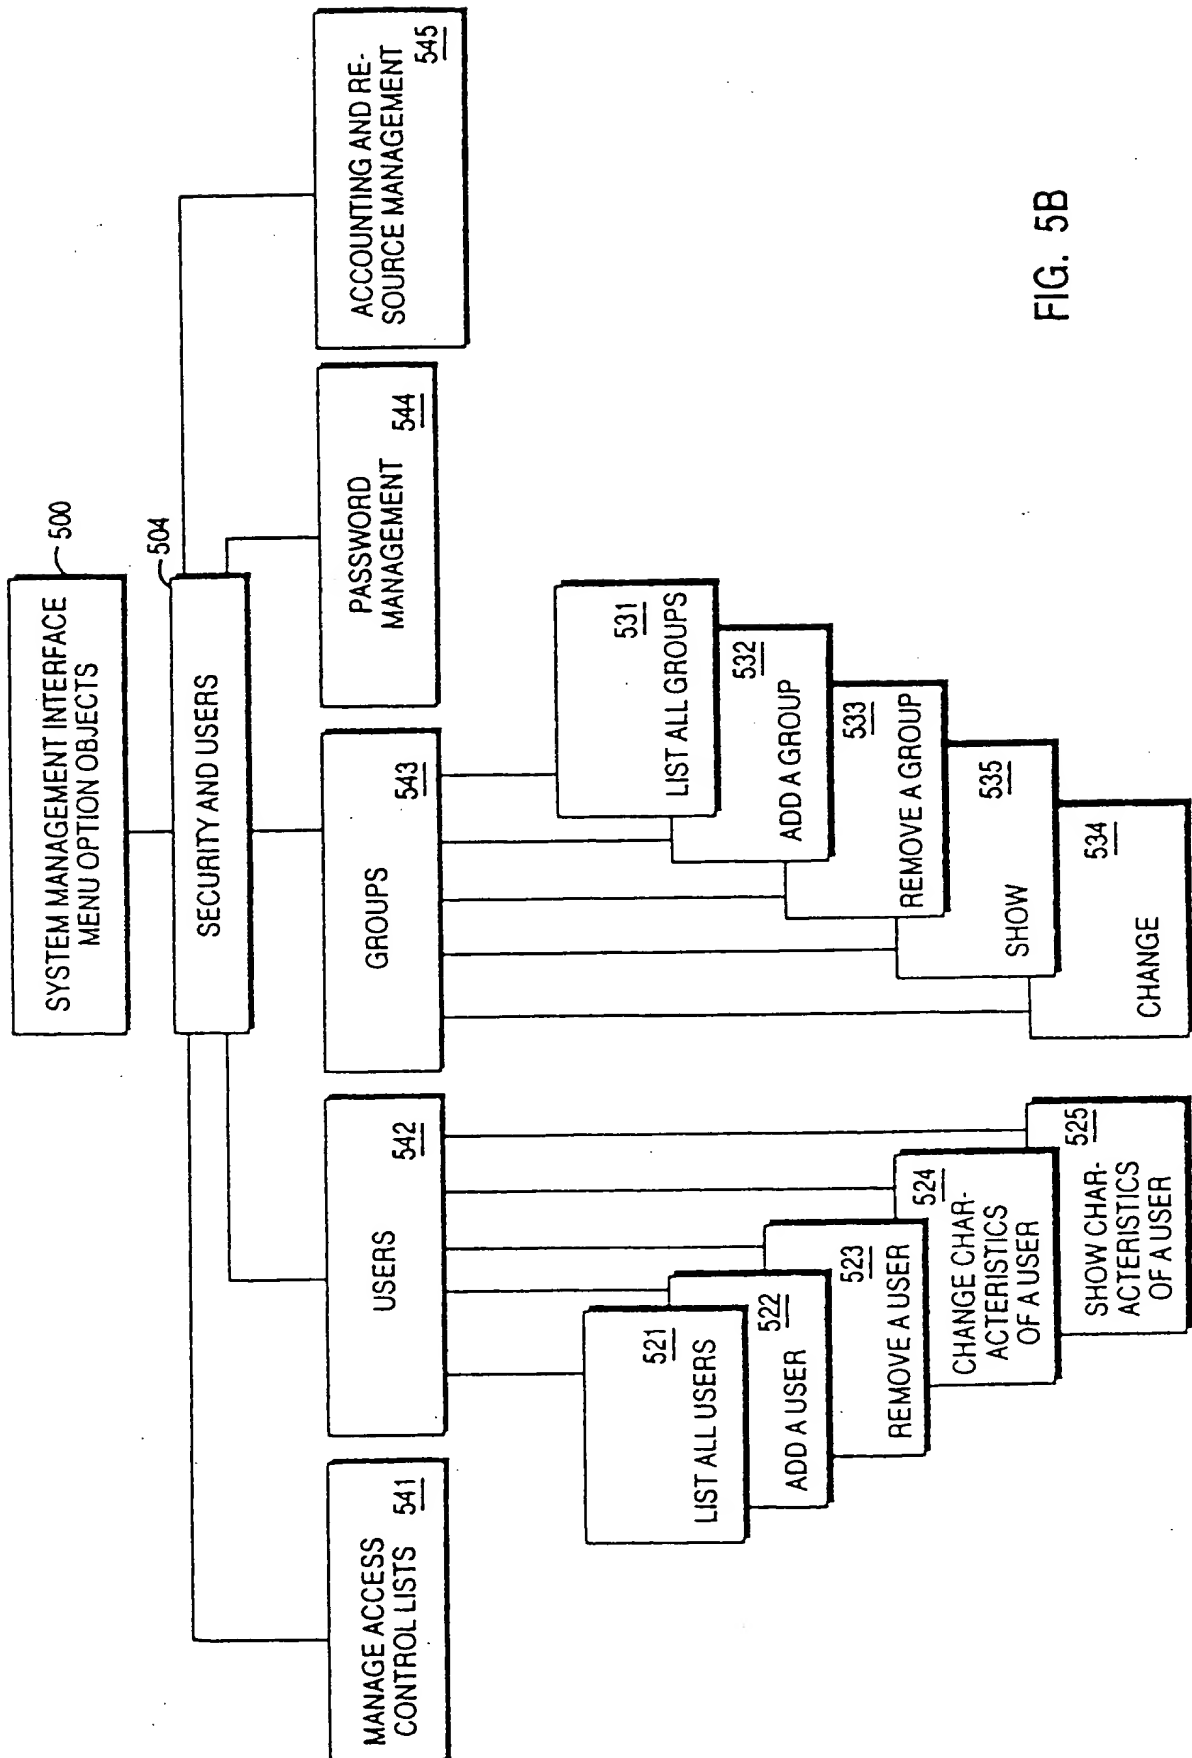 SYSTEM MANAGEMENT INTERFACE
MENU OPTION OBJECTS
500
SECURITY AND USERS
504
MANAGE ACCESS
CONTROL LISTS 541
USERS
542
GROUPS
543
PASSWORD
MANAGEMENT
544
ACCOUNTING AND RE-
SOURCE MANAGEMENT
545
521
LIST ALL USERS
522
ADD A USER
523
REMOVE A USER
524
CHANGE CHAR-
ACTERISTICS
OF A USER
525
SHOW CHAR-
ACTERISTICS
OF A USER
531
LIST ALL GROUPS
532
ADD A GROUP
533
REMOVE A GROUP
535
SHOW
534
CHANGE
FIG. 5B